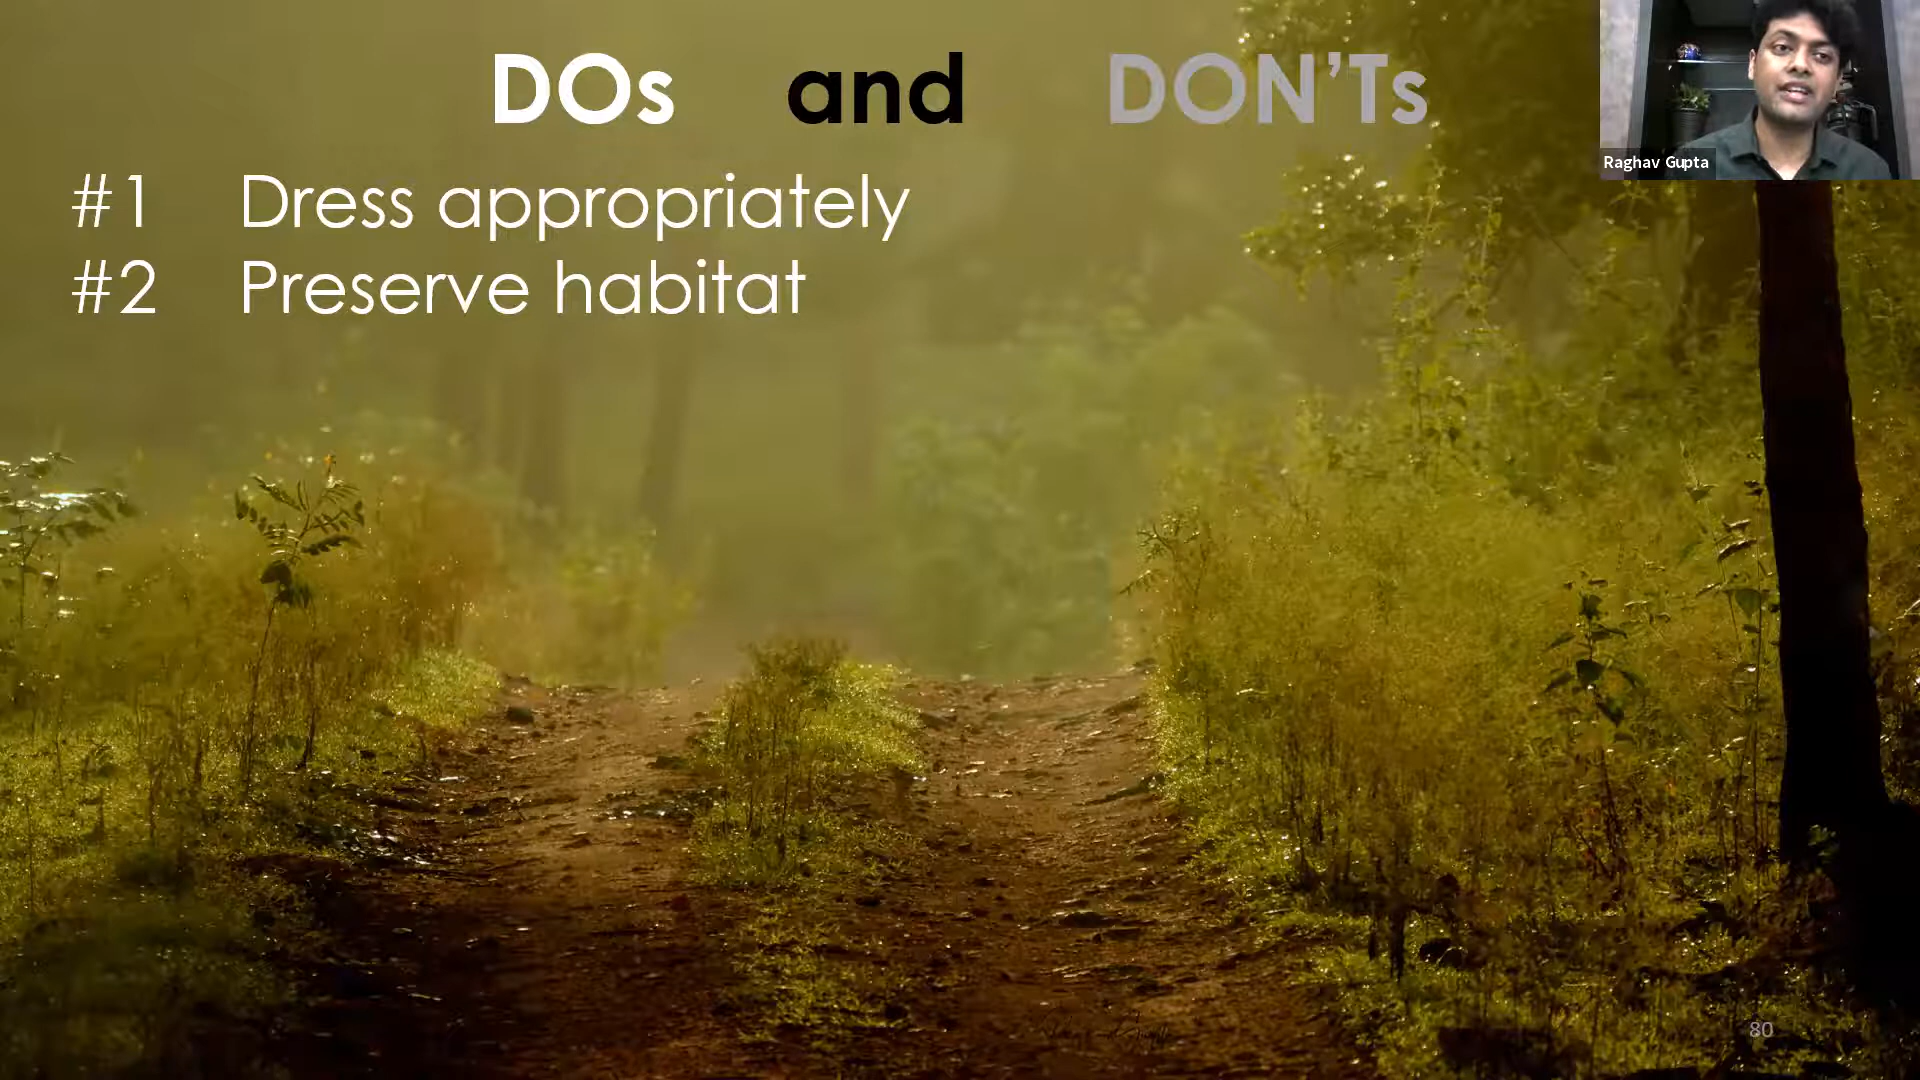 DOs and DON'Ts
Raghav Gupta
#1 Dress appropriately
#2 Preserve habitat
80